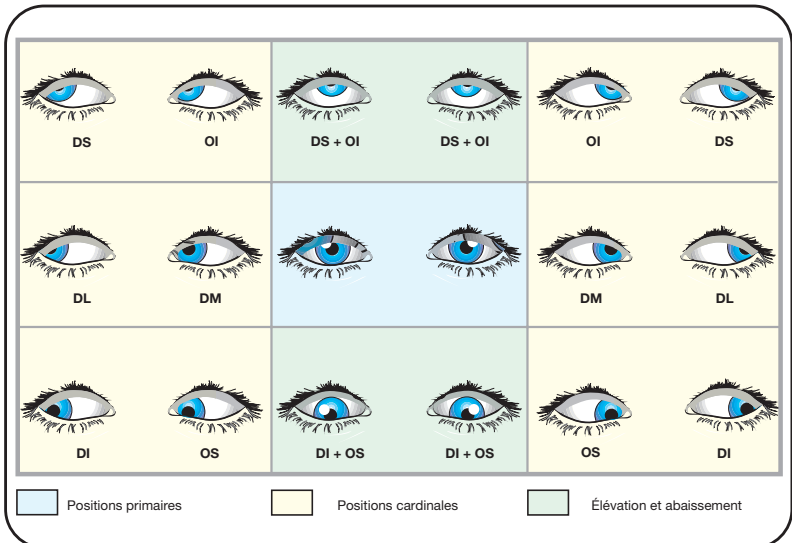 DS OI DS + OI DS + OI OI DS
DL DM DM DL
DI OS DI + OS DI + OS OS DI
Positions primaires Positions cardinales Élévation et abaissement